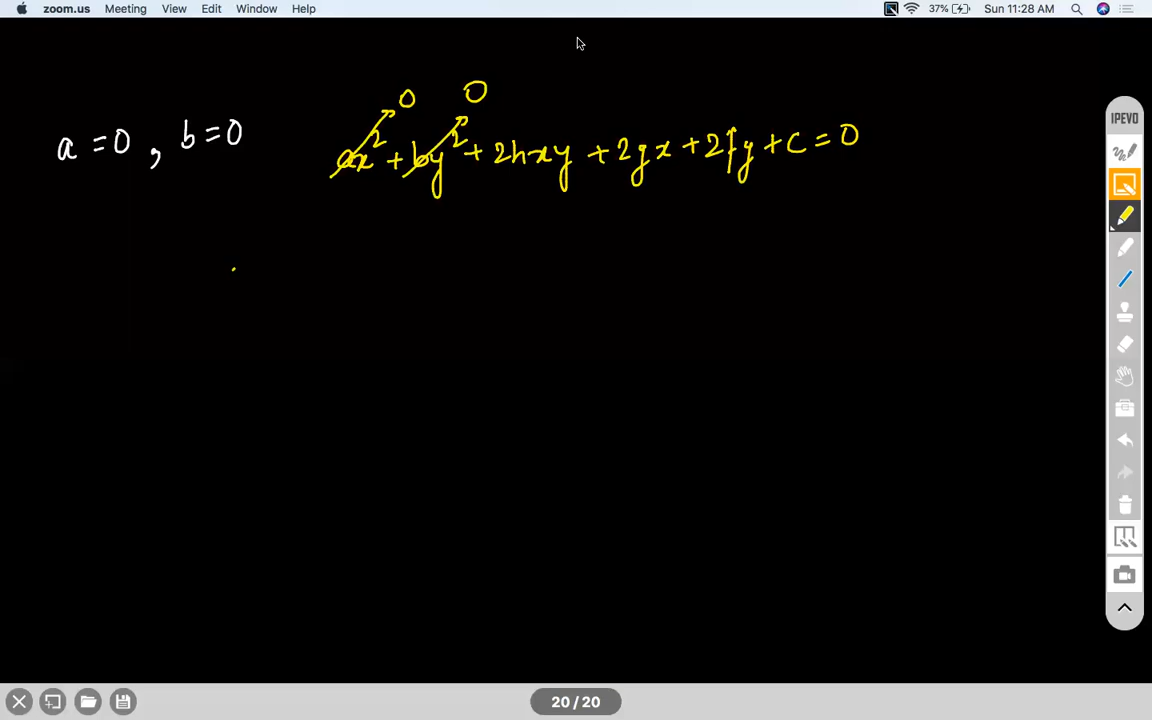 zoom.us Meeting View Edit Window Help 37% Sun 11:28 AM
IPEVO
0 0
a = 0 , b = 0 ax² + by² + 2hxy + 2gx + 2fy + c = 0
20 / 20